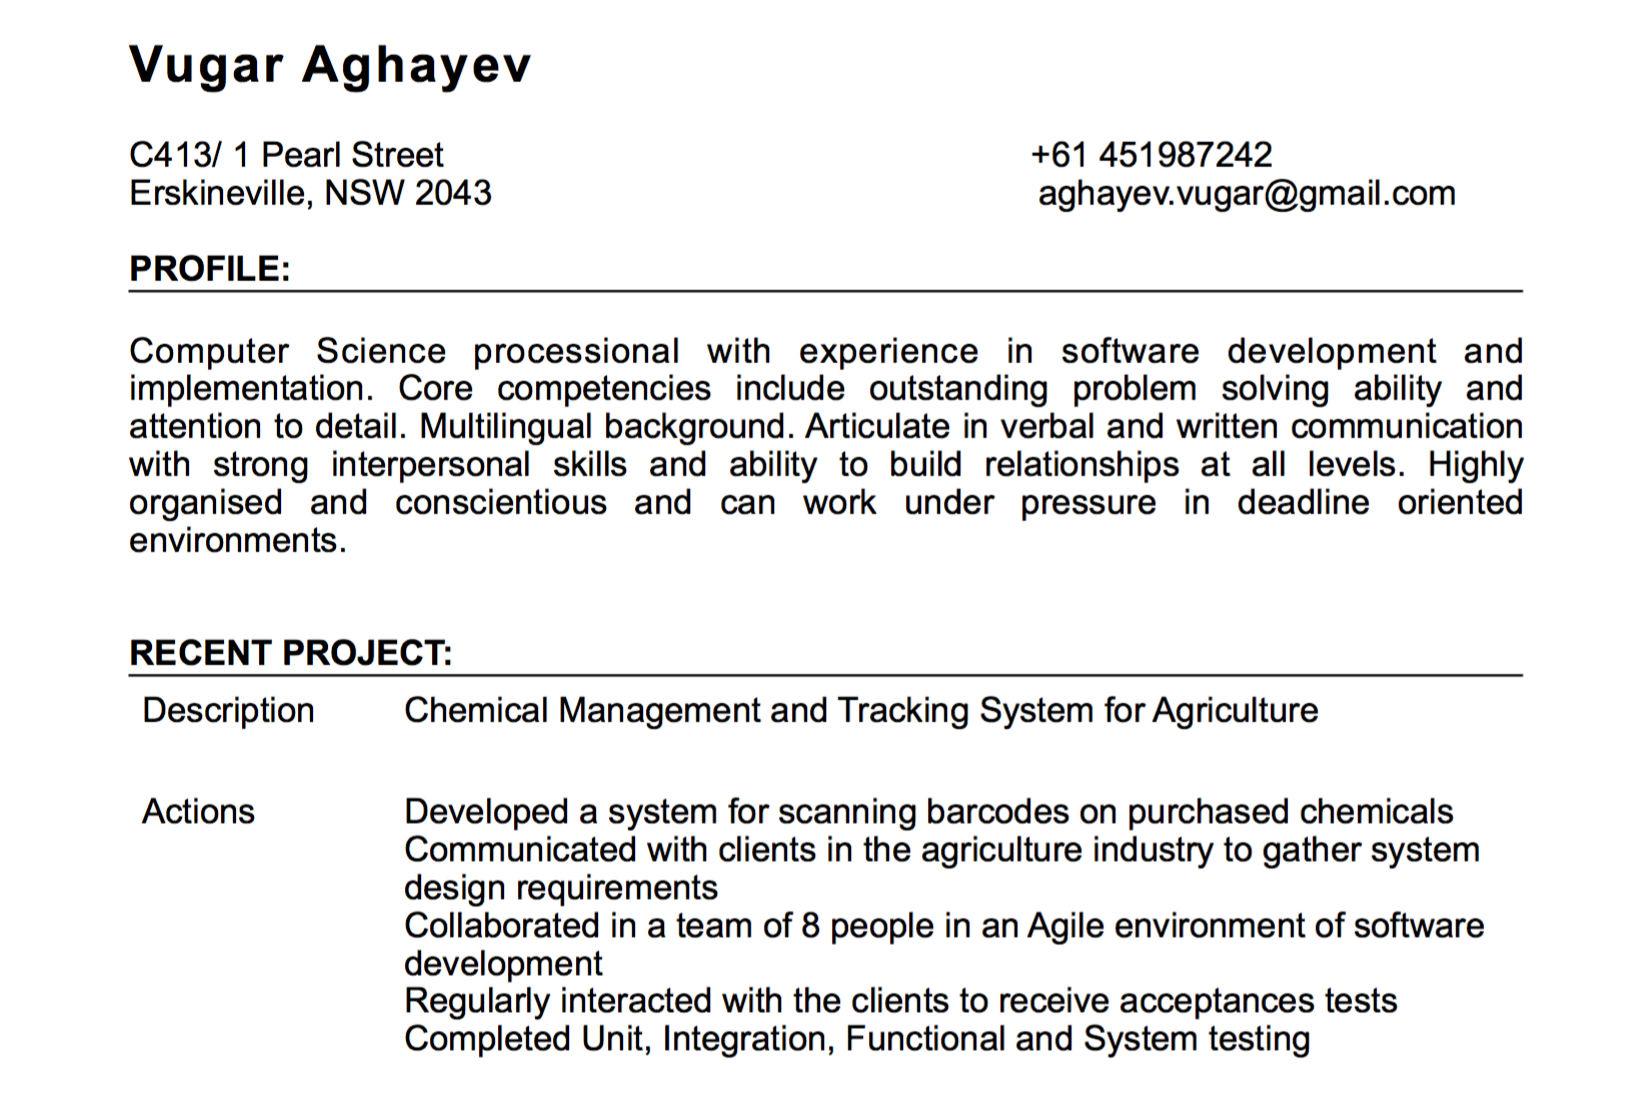 Vugar Aghayev
C413/ 1 Pearl Street +61 451987242
Erskineville, NSW 2043 aghayev.vugar@gmail.com
PROFILE:
Computer Science processional with experience in software development and
implementation. Core competencies include outstanding problem solving ability and
attention to detail. Multilingual background. Articulate in verbal and written communication
with strong interpersonal skills and ability to build relationships at all levels. Highly
organised and conscientious and can work under pressure in deadline oriented
environments.
RECENT PROJECT:
Description Chemical Management and Tracking System for Agriculture
Actions Developed a system for scanning barcodes on purchased chemicals
Communicated with clients in the agriculture industry to gather system
design requirements
Collaborated in a team of 8 people in an Agile environment of software
development
Regularly interacted with the clients to receive acceptances tests
Completed Unit, Integration, Functional and System testing